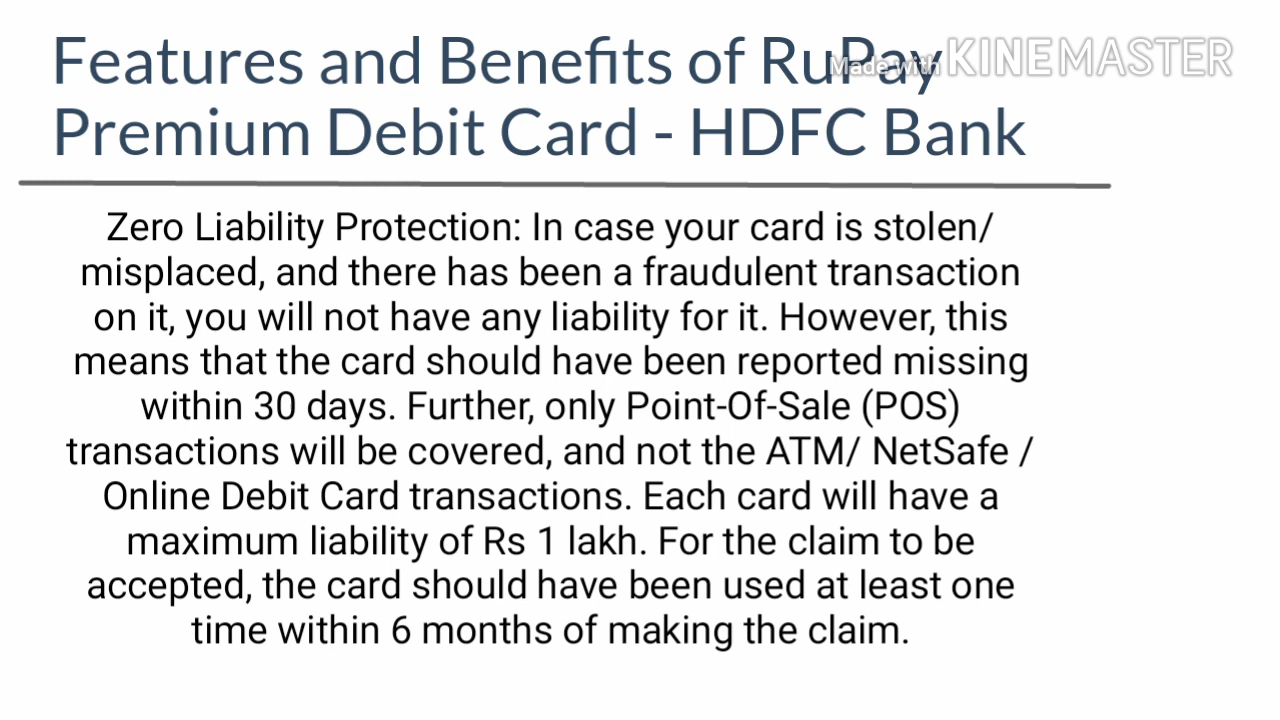 Features and Benefits of RuPay
Made with KINEMASTER
Premium Debit Card - HDFC Bank
Zero Liability Protection: In case your card is stolen/
misplaced, and there has been a fraudulent transaction
on it, you will not have any liability for it. However, this
means that the card should have been reported missing
within 30 days. Further, only Point-Of-Sale (POS)
transactions will be covered, and not the ATM/ NetSafe /
Online Debit Card transactions. Each card will have a
maximum liability of Rs 1 lakh. For the claim to be
accepted, the card should have been used at least one
time within 6 months of making the claim.